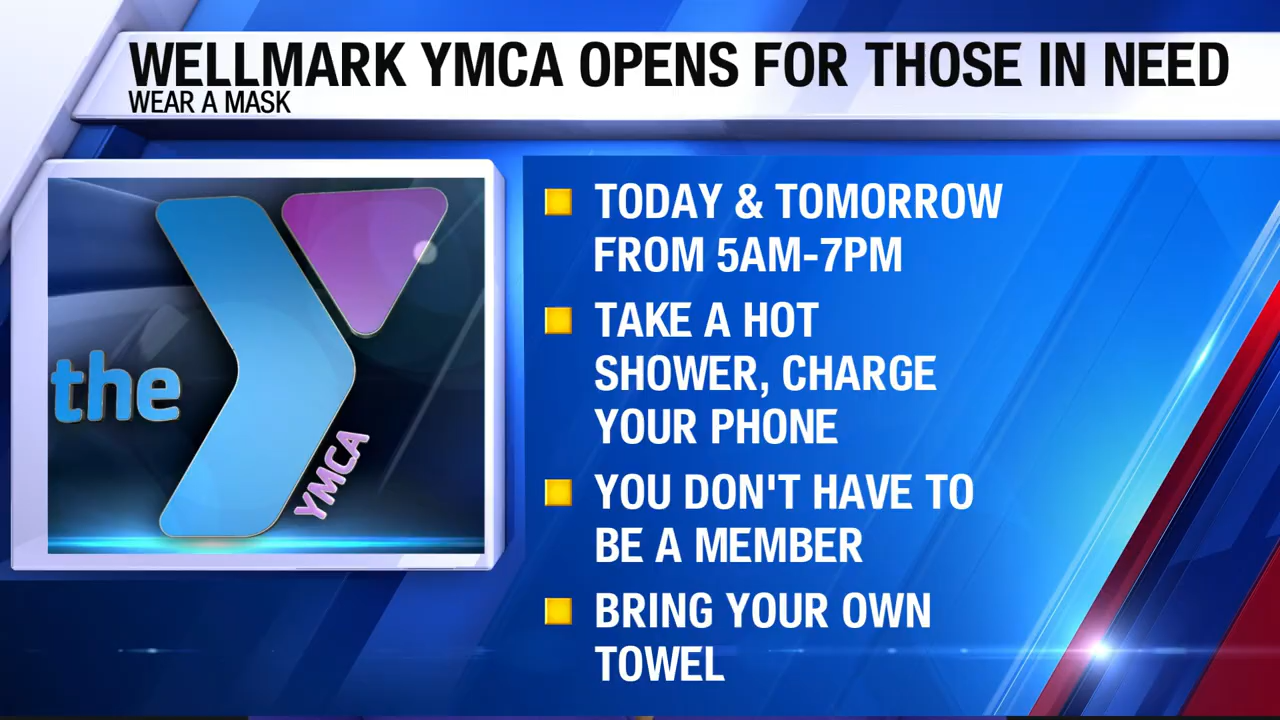 WELLMARK YMCA OPENS FOR THOSE IN NEED
WEAR A MASK
the
YMCA
TODAY & TOMORROW
FROM 5AM-7PM
TAKE A HOT
SHOWER, CHARGE
YOUR PHONE
YOU DON'T HAVE TO
BE A MEMBER
BRING YOUR OWN
TOWEL